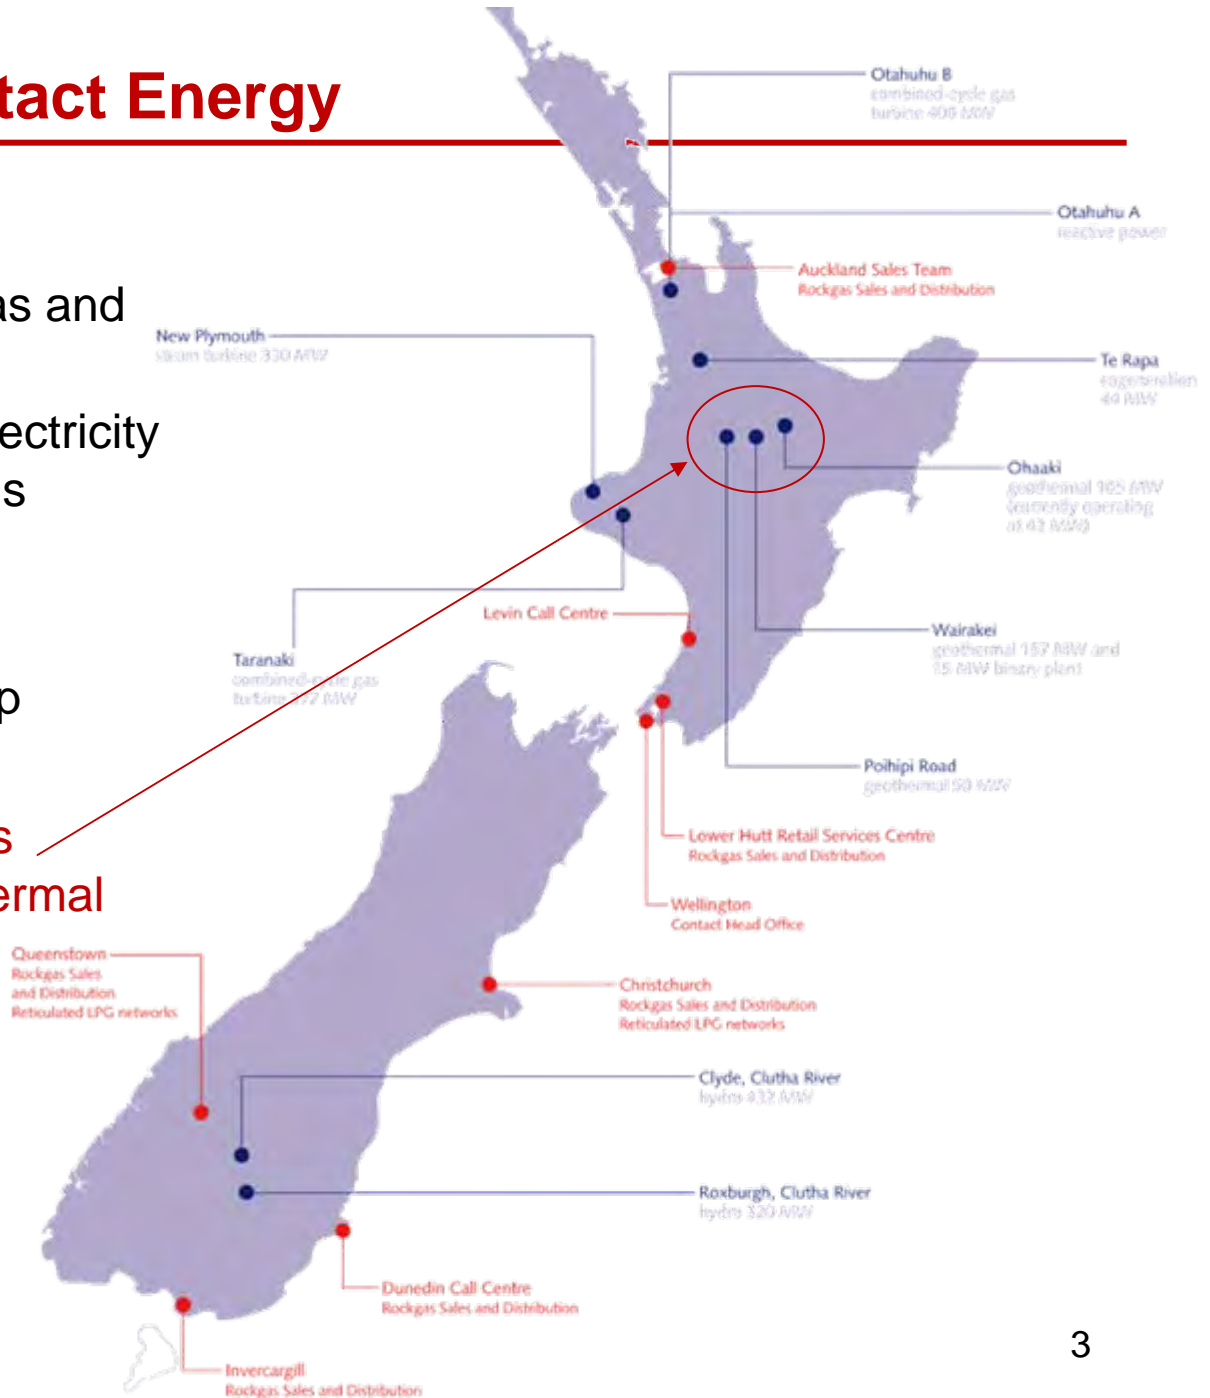 tact Energy
as and
ectricity
s
p
s
ermal
Otahuhu B
combined-cycle gas
turbine 400 MW
Otahuhu A
reactive power
Auckland Sales Team
Rockgas Sales and Distribution
New Plymouth
steam turbine 330 MW
Te Rapa
cogeneration
44 MW
Ohaaki
geothermal 105 MW
(currently operating
at 43 MW)
Levin Call Centre
Wairakei
geothermal 157 MW and
15 MW binary plant
Taranaki
combined-cycle gas
turbine 377 MW
Poihipi Road
geothermal 50 MW
Lower Hutt Retail Services Centre
Rockgas Sales and Distribution
Wellington
Contact Head Office
Queenstown
Rockgas Sales
and Distribution
Reticulated LPG networks
Christchurch
Rockgas Sales and Distribution
Reticulated LPG networks
Clyde, Clutha River
hydro 432 MW
Roxburgh, Clutha River
hydro 320 MW
Dunedin Call Centre
Rockgas Sales and Distribution
Invercargill
Rockgas Sales and Distribution
3